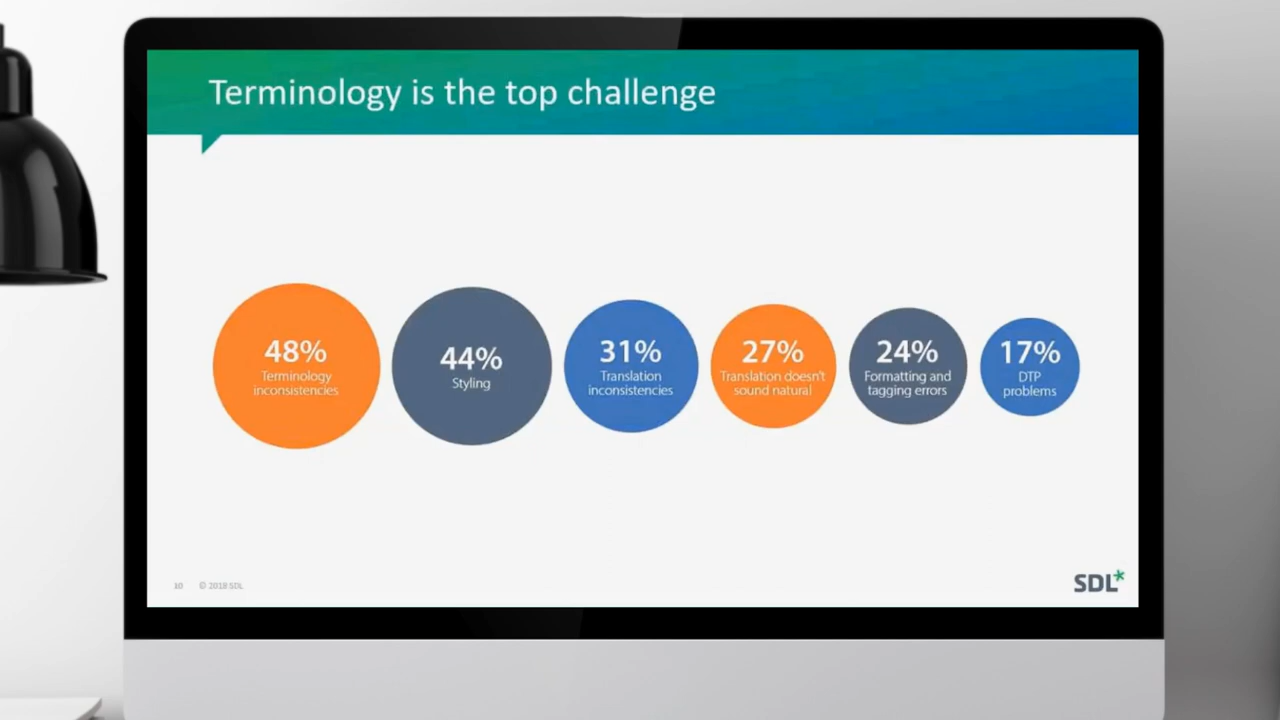 Terminology is the top challenge
48%
Terminology
inconsistencies
44%
Styling
31%
Translation
inconsistencies
27%
Translation doesn't
sound natural
24%
Formatting and
tagging errors
17%
DTP
problems
10 © 2018 SDL
SDL*